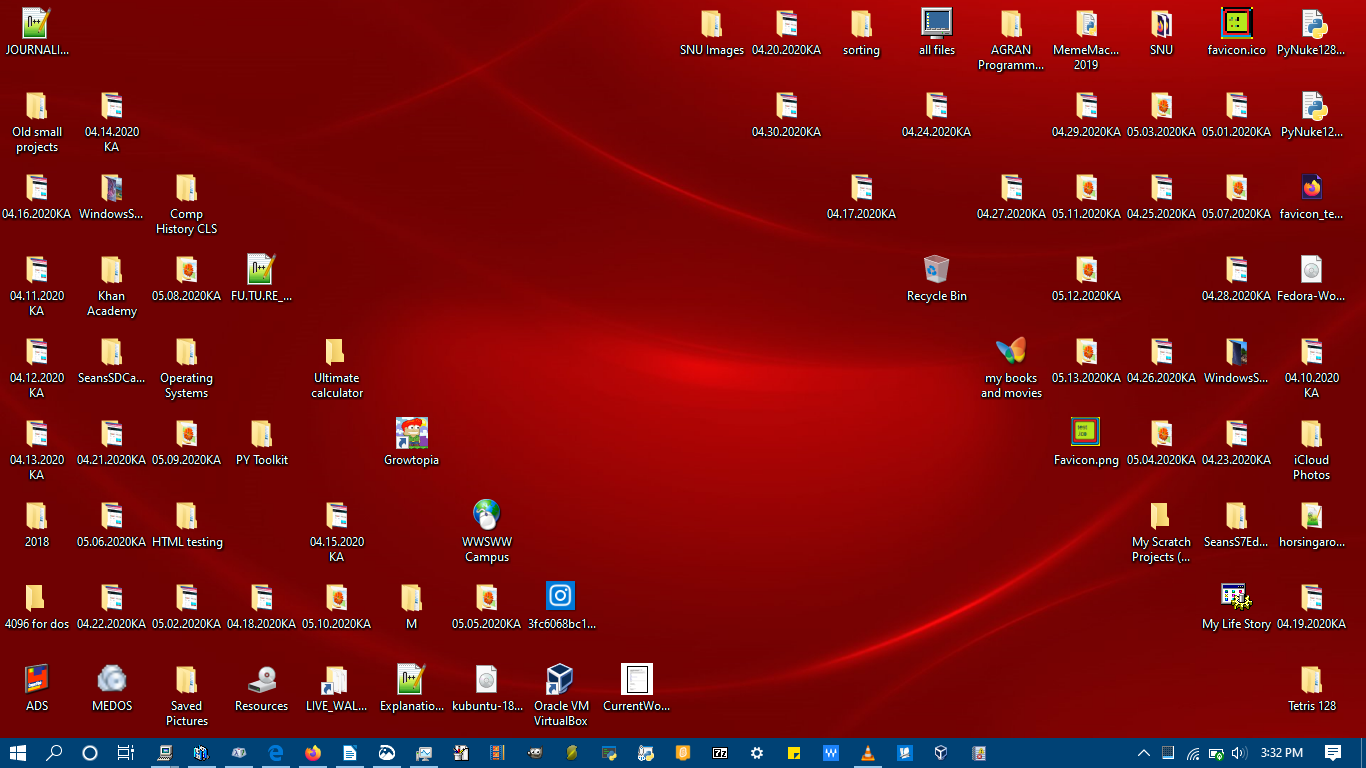 JOURNALI...
SNU Images
04.20.2020KA
sorting
all files
AGRAN
Programm...
MemeMac...
2019
SNU
favicon.ico
PyNuke128...
Old small
projects
04.14.2020
KA
04.30.2020KA
04.24.2020KA
04.29.2020KA
05.03.2020KA
05.01.2020KA
PyNuke12...
04.16.2020KA
WindowsS...
Comp
History CLS
04.17.2020KA
04.27.2020KA
05.11.2020KA
04.25.2020KA
05.07.2020KA
favicon_te...
04.11.2020
KA
Khan
Academy
05.08.2020KA
FU.TU.RE_...
Recycle Bin
05.12.2020KA
04.28.2020KA
Fedora-Wo...
04.12.2020
KA
SeansSDCa...
Operating
Systems
Ultimate
calculator
my books
and movies
05.13.2020KA
04.26.2020KA
WindowsS...
04.10.2020
KA
04.13.2020
KA
04.21.2020KA
05.09.2020KA
PY Toolkit
Growtopia
Favicon.png
05.04.2020KA
04.23.2020KA
iCloud
Photos
2018
05.06.2020KA
HTML testing
04.15.2020
KA
WWSWW
Campus
My Scratch
Projects (...
SeansS7Ed...
horsingaro...
4096 for dos
04.22.2020KA
05.02.2020KA
04.18.2020KA
05.10.2020KA
M
05.05.2020KA
3fc6068bc1...
My Life Story
04.19.2020KA
ADS
MEDOS
Saved
Pictures
Resources
LIVE_WAL...
Explanatio...
kubuntu-18...
Oracle VM
VirtualBox
CurrentWo...
Tetris 128
3:32 PM